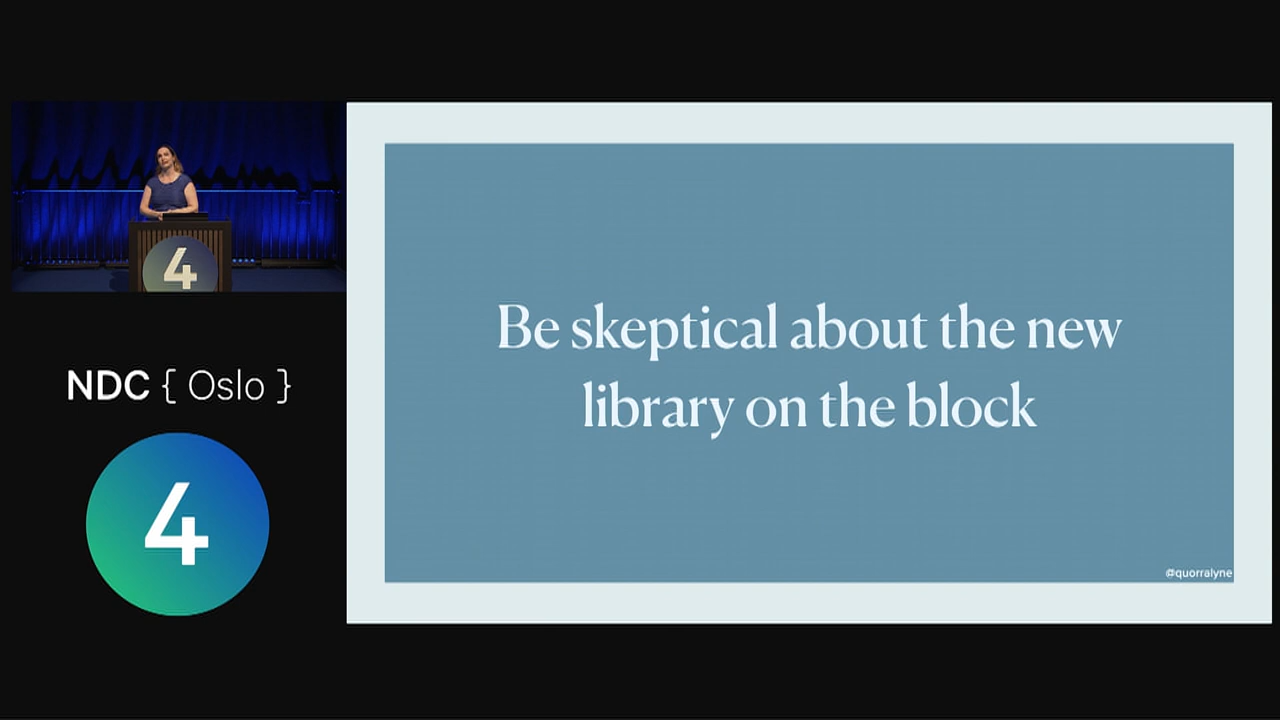 4
NDC { Oslo }
4
Be skeptical about the new
library on the block
@quorralyne